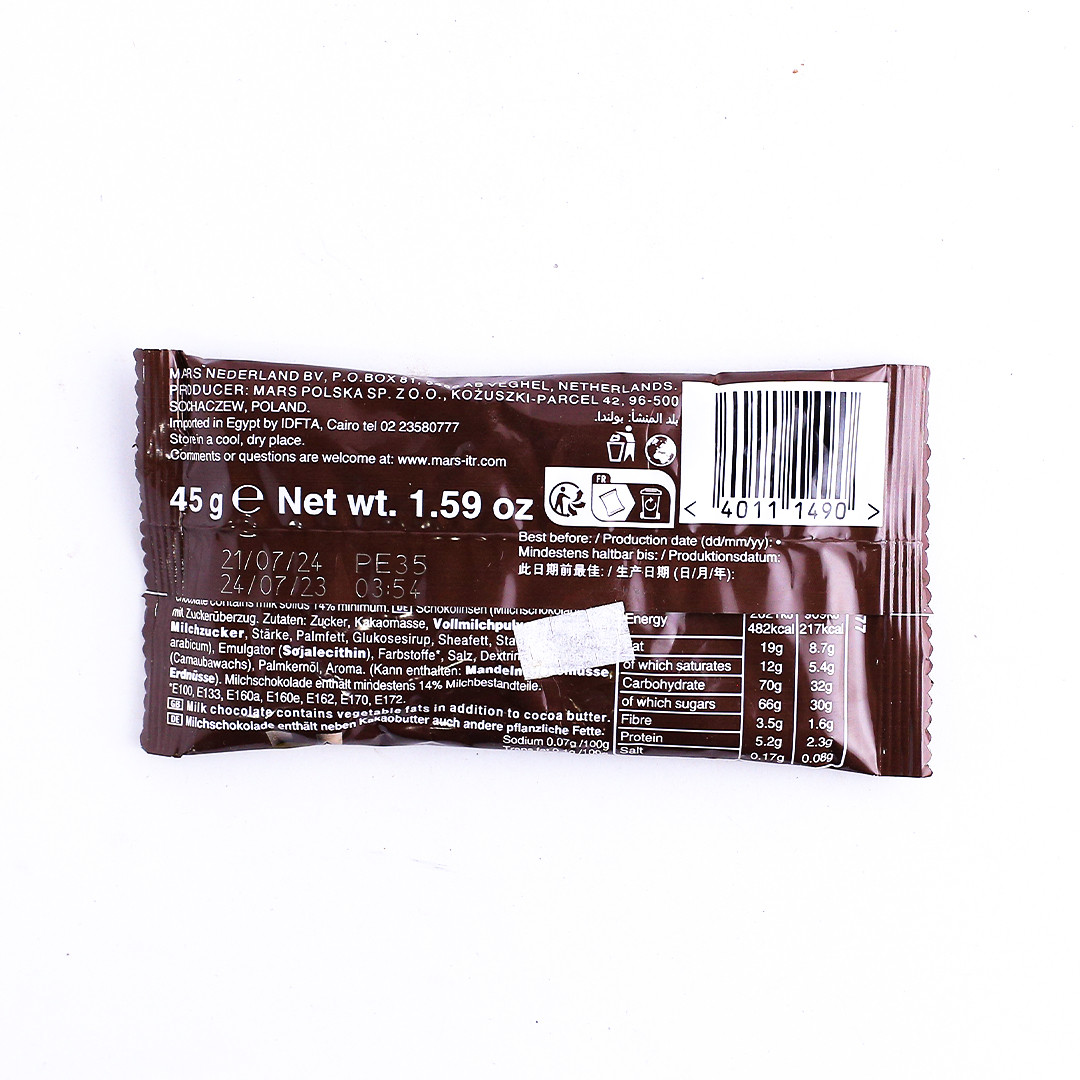 MARS NEDERLAND BV, P.O.BOX 81, VEGHEL, NETHERLANDS.
PRODUCER: MARS POLSKA SP. Z O.O., KOŻUSZKI-PARCEL 42, 96-500
SOCHACZEW, POLAND.
بلد المنشأ: بولندا.
Imported in Egypt by IDFTA, Cairo tel 02 23580777
Store in a cool, dry place.
Comments or questions are welcome at: www.mars-itr.com
FR
45 g ℮ Net wt. 1.59 oz
< 4011 1490 >
Best before: / Production date (dd/mm/yy): •
Mindestens haltbar bis: / Produktionsdatum:
此日期前最佳: / 生产日期 (日/月/年):
21/07/24 PE35
24/07/23 03:54
chocolate contains milk solids 14% minimum. DE Schokolinsen
mit Zuckerüberzug. Zutaten: Zucker, Kakaomasse,
Milchzucker, Stärke, Palmfett, Glukosesirup, Sheafett,
arabicum), Emulgator (Sojalecithin), Farbstoffe*, Salz,
(Carnaubawachs), Palmkernöl, Aroma. (Kann enthalten:
Erdnüsse). Milchschokolade enthält mindestens 14% Milchbestandteile.
*E100, E133, E160a, E160e, E162, E170, E172.
GB Milk chocolate contains vegetable fats in addition to cocoa butter.
DE Milchschokolade enthält neben Kakaobutter auch andere pflanzliche Fette.
Sodium 0.07g /100g
Energy
482kcal 217kcal
19g 8.7g
of which saturates 12g 5.4g
Carbohydrate 70g 32g
of which sugars 66g 30g
Fibre 3.5g 1.6g
Protein 5.2g 2.3g
Salt 0.17g 0.08g
77